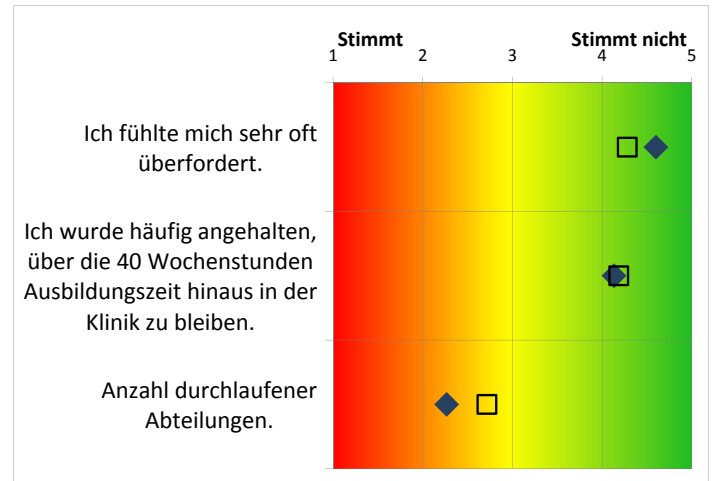 Stimmt Stimmt nicht
1 2 3 4 5
Ich fühlte mich sehr oft
überfordert.
Ich wurde häufig angehalten,
über die 40 Wochenstunden
Ausbildungszeit hinaus in der
Klinik zu bleiben.
Anzahl durchlaufener
Abteilungen.